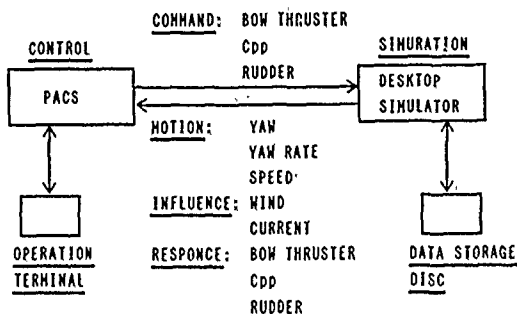 COMMAND: BOW THRUSTER
Cpp
RUDDER
CONTROL
PACS
SIMURATION
DESKTOP
SIMULATOR
MOTION: YAW
YAW RATE
SPEED
INFLUENCE: WIND
CURRENT
RESPONCE: BOW THRUSTER
Cpp
RUDDER
OPERATION
TERMINAL
DATA STORAGE
DISC